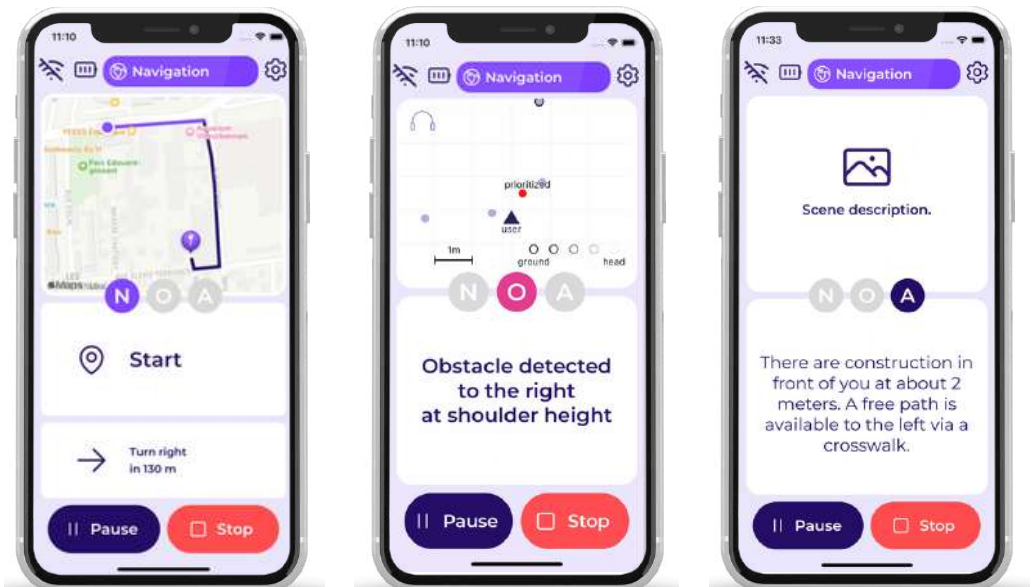 11:10
Navigation
Maps
N O A
Start
Turn right
in 130 m
Pause
Stop
11:10
Navigation
prioritized
user
1m
ground
head
N O A
Obstacle detected
to the right
at shoulder height
Pause
Stop
11:33
Navigation
Scene description.
N O A
There are construction in
front of you at about 2
meters. A free path is
available to the left via a
crosswalk.
Pause
Stop